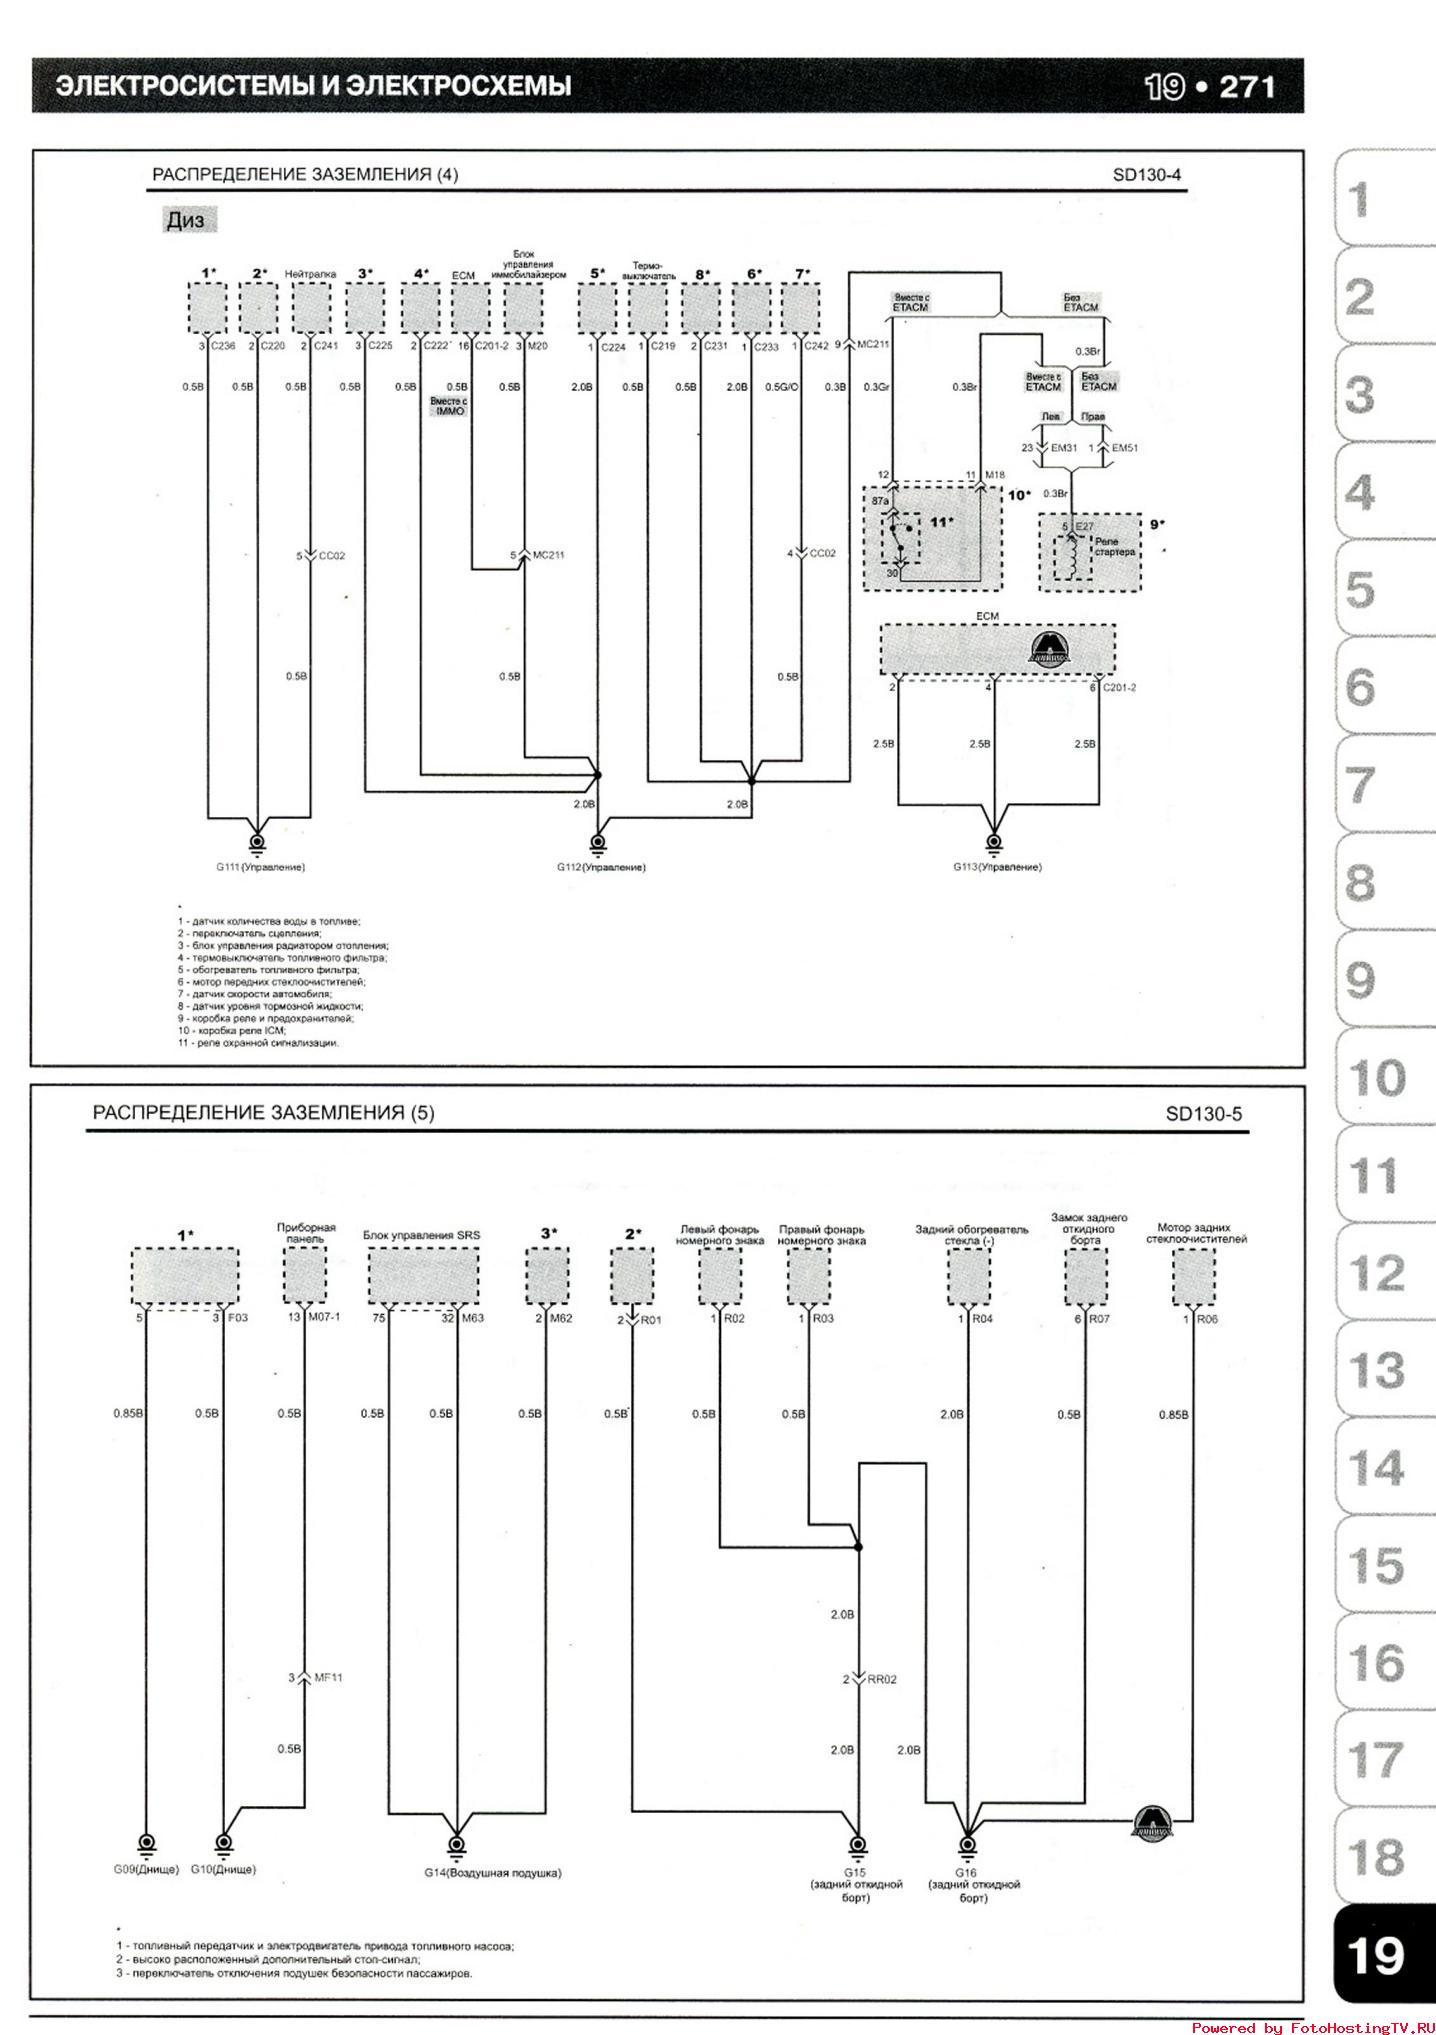 ЭЛЕКТРОСИСТЕМЫ И ЭЛЕКТРОСХЕМЫ 19 • 271
РАСПРЕДЕЛЕНИЕ ЗАЗЕМЛЕНИЯ (4) SD130-4
Диз
1* 2* Нейтралка 3* 4* ECM
Блок
управления
иммобилайзером
5*
Термо-
выключатель
8* 6* 7*
3 C236 2 C220 2 C241 3 C225 2 C222 16 C201-2 3 M20 1 C224 1 C219 2 C231 1 C233 1 C242 9 MC211
Вместе с
ETACM
Без
ETACM
0.3Br
0.5B 0.5B 0.5B 0.5B 0.5B 0.5B 0.5B 2.0B 0.5B 0.5B 2.0B 0.5G/O 0.3B 0.3Gr 0.3Br
Вместе с
ETACM
Без
ETACM
Вместе с
IMMO
Лев Прав
23 EM31 1 EM51
12 11 M18
0.3Br
87a 10*
11* 9*
5 E27
Реле
стартера
30
5 CC02 5 MC211 4 CC02
ECM
0.5B 0.5B 0.5B
2 4 6 C201-2
2.5B 2.5B 2.5B
2.0B 2.0B
G111(Управление) G112(Управление) G113(Управление)
*
1 - датчик количества воды в топливе;
2 - переключатель сцепления;
3 - блок управления радиатором отопления;
4 - термовыключатель топливного фильтра;
5 - обогреватель топливного фильтра;
6 - мотор передних стеклоочистителей;
7 - датчик скорости автомобиля;
8 - датчик уровня тормозной жидкости;
9 - коробка реле и предохранителей;
10 - коробка реле ICM;
11 - реле охранной сигнализации.
РАСПРЕДЕЛЕНИЕ ЗАЗЕМЛЕНИЯ (5) SD130-5
1*
Приборная
панель
Блок управления SRS
3* 2*
Левый фонарь
номерного знака
Правый фонарь
номерного знака
Задний обогреватель
стекла (-)
Замок заднего
откидного
борта
Мотор задних
стеклоочистителей
5 3 F03 13 M07-1 75 32 M63 2 M62 2 R01 1 R02 1 R03 1 R04 6 R07 1 R06
0.85B 0.5B 0.5B 0.5B 0.5B 0.5B 0.5B 0.5B 0.5B 2.0B 0.5B 0.85B
2.0B
3 MF11 2 RR02
0.5B 2.0B 2.0B
G09(Днище) G10(Днище) G14(Воздушная подушка)
G15
(задний откидной
борт)
G16
(задний откидной
борт)
*
1 - топливный передатчик и электродвигатель привода топливного насоса;
2 - высоко расположенный дополнительный стоп-сигнал;
3 - переключатель отключения подушек безопасности пассажиров.
1
2
3
4
5
6
7
8
9
10
11
12
13
14
15
16
17
18
19
Powered by FotoHostingTV.RU